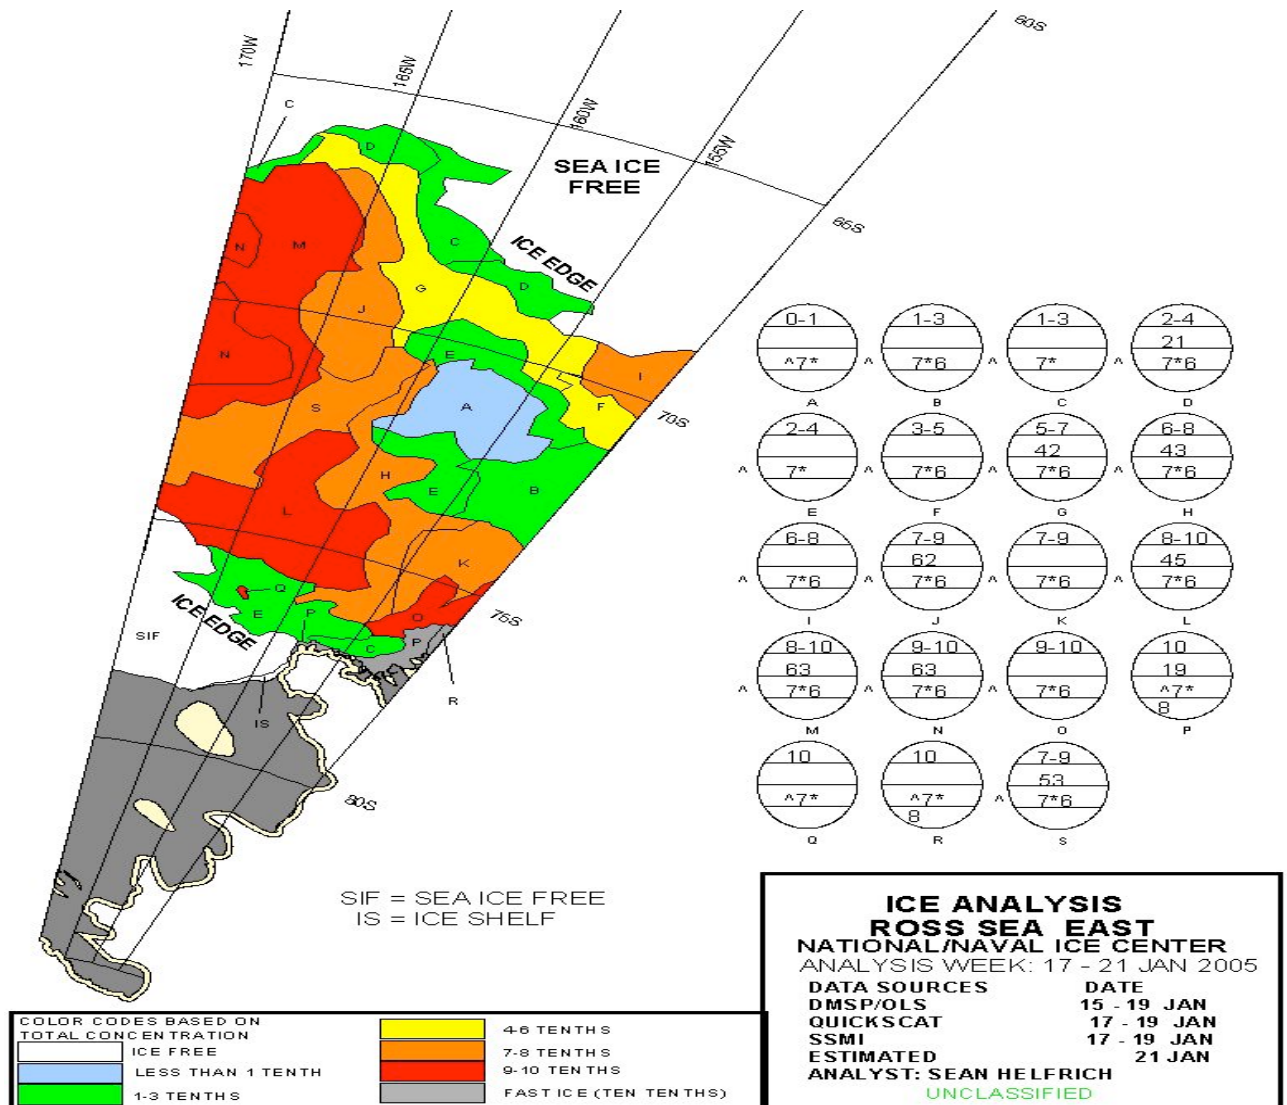 60S
170W
165W
160W
155W
C
D
SEA ICE
FREE
65S
N
M
C
ICE EDGE
D
G
J
N
E
I
S
A
F
70S
H
E
B
L
K
Q
E
P
O
75S
ICE EDGE
SIF
C
P
R
IS
80S
0-1
^7*
A
1-3
7*6
^
B
1-3
7*
^
C
2-4
21
7*6
^
D
2-4
7*
^
E
3-5
7*6
^
F
5-7
42
7*6
^
G
6-8
43
7*6
^
H
6-8
7*6
^
I
7-9
62
7*6
^
J
7-9
7*6
^
K
8-10
45
7*6
^
L
8-10
63
7*6
^
M
9-10
63
7*6
^
N
9-10
7*6
^
O
10
19
^7*
8
P
10
^7*
Q
10
^7*
8
R
7-9
53
7*6
^
S
SIF = SEA ICE FREE
IS = ICE SHELF
COLOR CODES BASED ON
TOTAL CONCENTRATION
ICE FREE
LESS THAN 1 TENTH
1-3 TENTHS
4-6 TENTHS
7-8 TENTHS
9-10 TENTHS
FAST ICE (TEN TENTHS)
ICE ANALYSIS
ROSS SEA EAST
NATIONAL/NAVAL ICE CENTER
ANALYSIS WEEK: 17 - 21 JAN 2005
DATA SOURCES DATE
DMSP/OLS 15 - 19 JAN
QUICKSCAT 17 - 19 JAN
SSMI 17 - 19 JAN
ESTIMATED 21 JAN
ANALYST: SEAN HELFRICH
UNCLASSIFIED